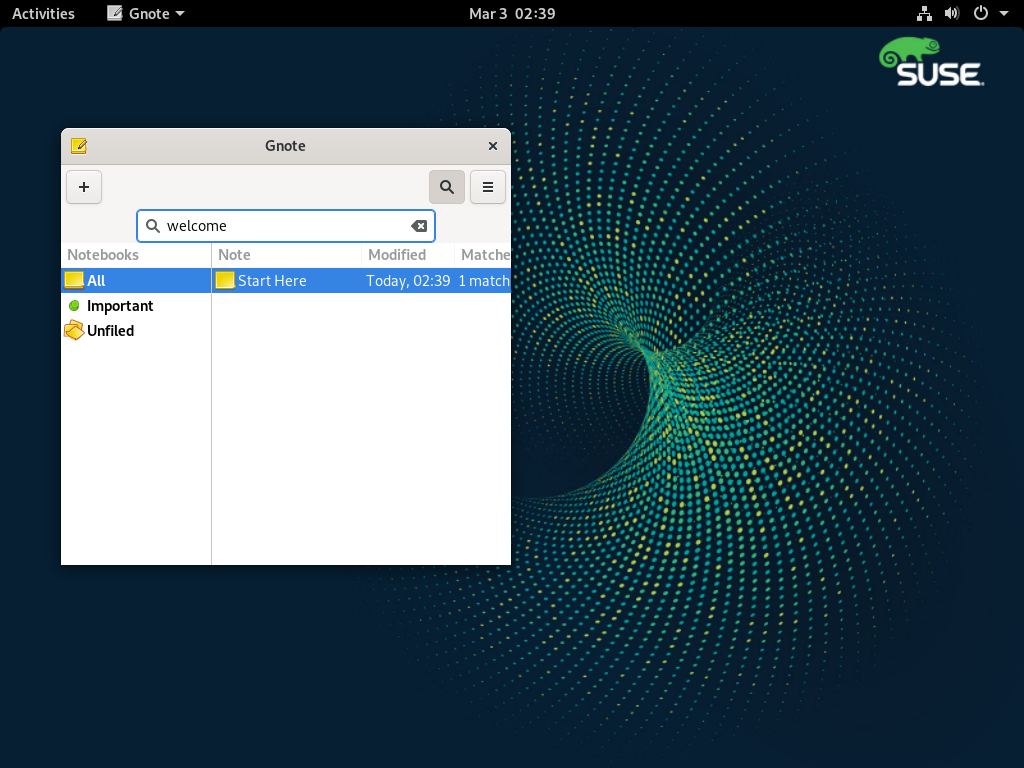 Activities Gnote Mar 3 02:39
SUSE
Gnote
welcome
Notebooks Note Modified Matche
All Start Here Today, 02:39 1 match
Important
Unfiled